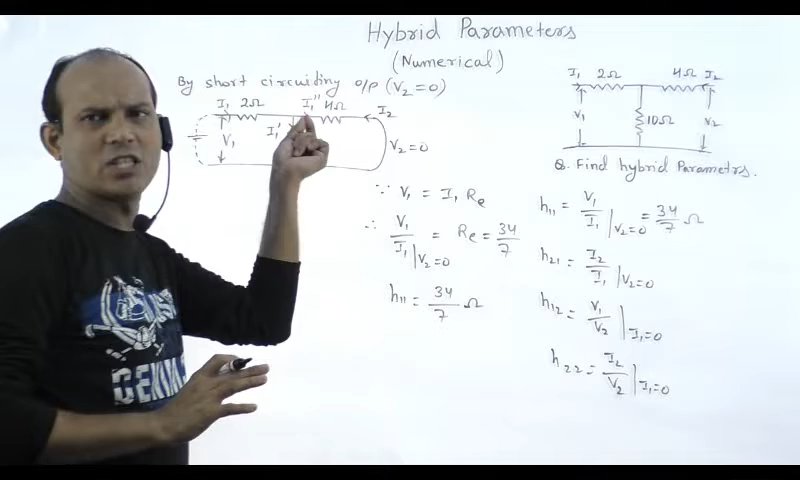 Hybrid Parameters
(Numerical)
By short circuiding o/p (V₂=0)
I₁ 2Ω I₁'' 4Ω I₂
V₁ I₁' V₂=0
∵ V₁ = I₁ Re
∴ V₁/I₁|V₂=0 = Re = 34/7
h₁₁ = 34/7 Ω
I₁ 2Ω 4Ω I₂
V₁ 10Ω V₂
Q. Find hybrid Parametrs.
h₁₁ = V₁/I₁|V₂=0 = 34/7 Ω
h₂₁ = I₂/I₁|V₂=0
h₁₂ = V₁/V₂|I₁=0
h₂₂ = I₂/V₂|I₁=0
DENIM